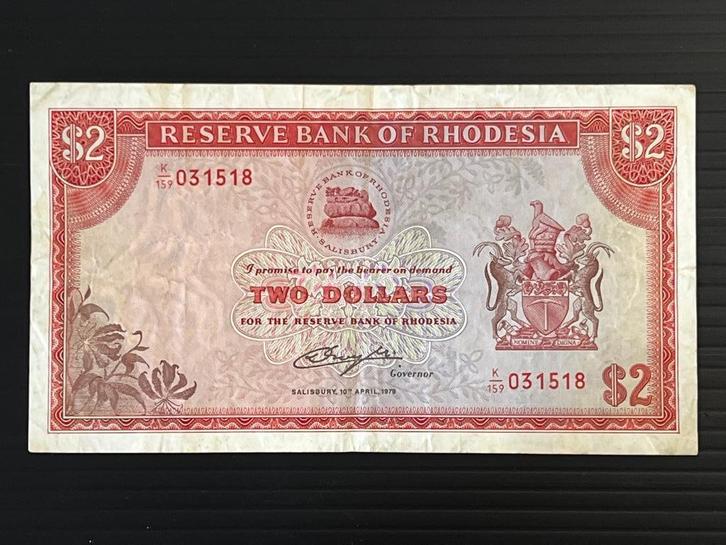 RESERVE BANK OF RHODESIA
$2
$2
K/159 031518
RESERVE BANK OF RHODESIA
SALISBURY
I promise to pay the bearer on demand
TWO DOLLARS
FOR THE RESERVE BANK OF RHODESIA
Governor
SALISBURY, 10TH APRIL, 1979
NOMINE DIGNA
K/159 031518
$2